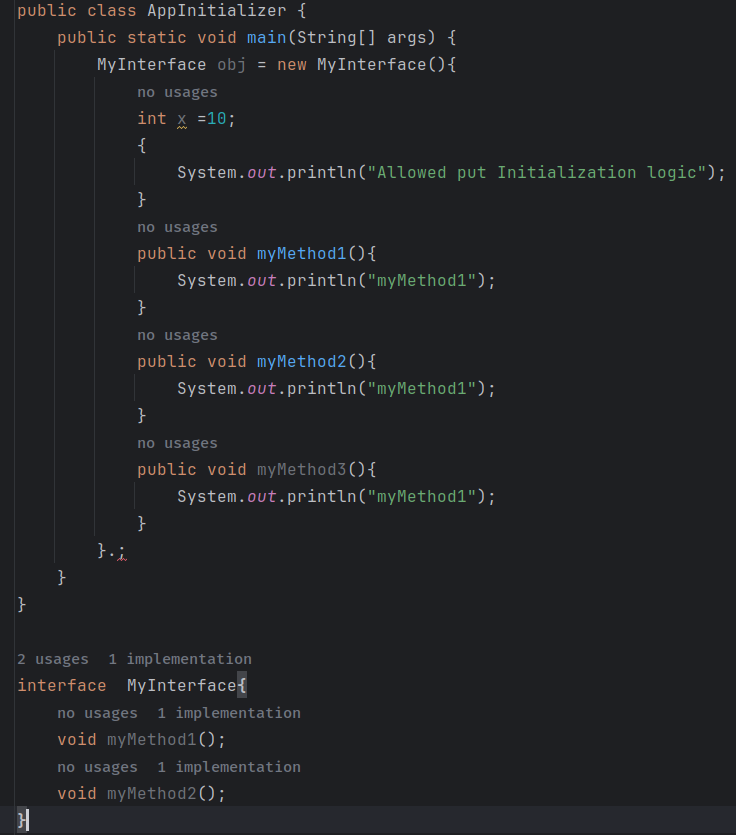 public class AppInitializer {
public static void main(String[] args) {
MyInterface obj = new MyInterface(){
no usages
int x =10;
{
System.out.println("Allowed put Initialization logic");
}
no usages
public void myMethod1(){
System.out.println("myMethod1");
}
no usages
public void myMethod2(){
System.out.println("myMethod1");
}
no usages
public void myMethod3(){
System.out.println("myMethod1");
}
}.;
}
}
2 usages 1 implementation
interface  MyInterface{
no usages 1 implementation
void myMethod1();
no usages 1 implementation
void myMethod2();
}